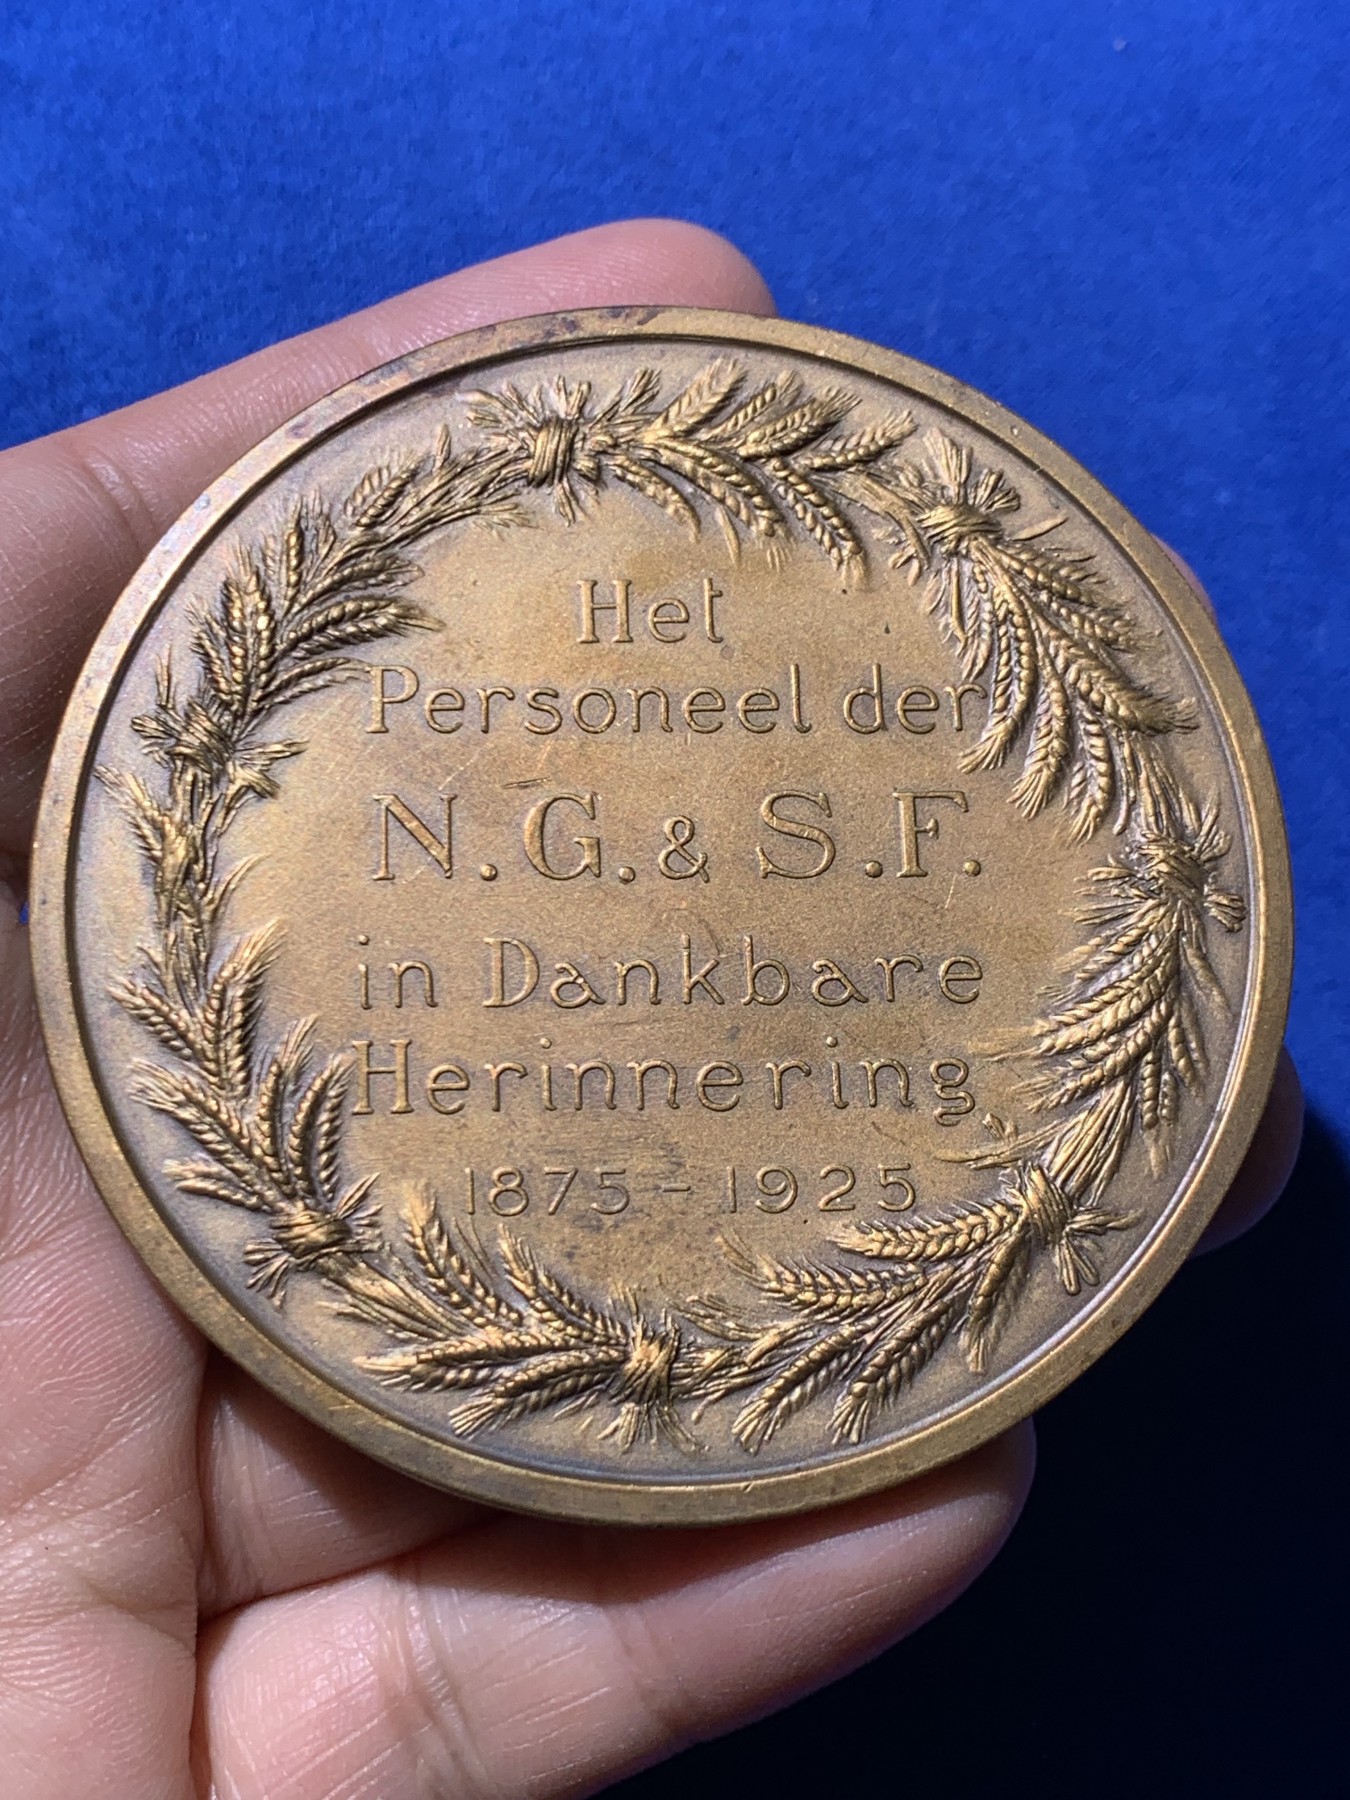 Het
Personeel der
N.G.& S.F.
in Dankbare
Herinnering
1875-1925